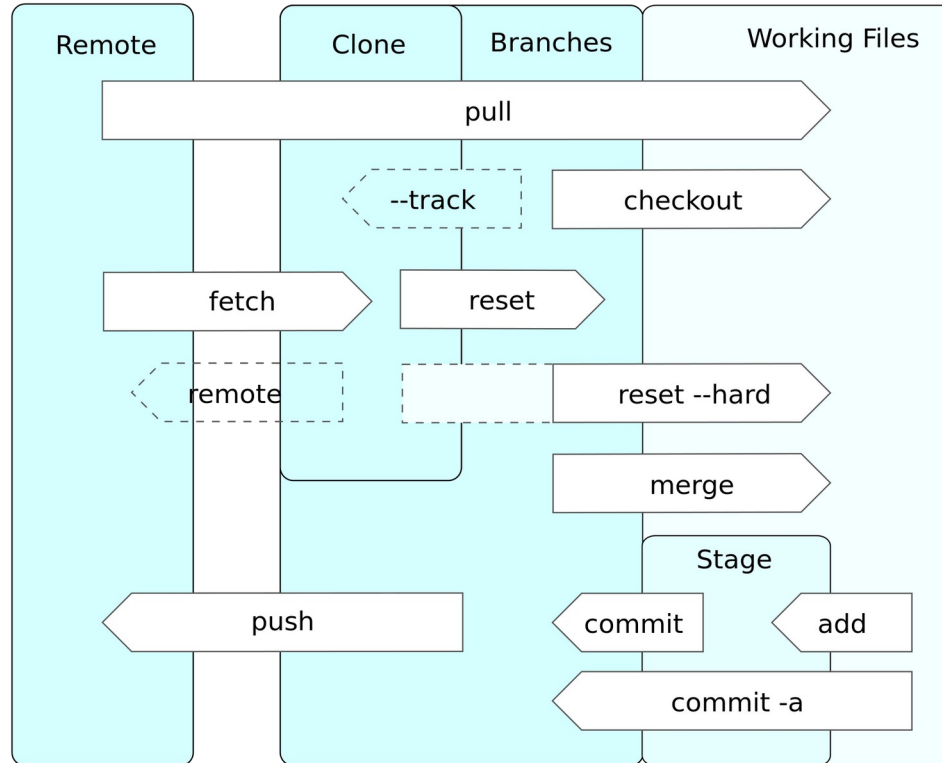 Remote
Clone
Branches
Working Files
pull
--track
checkout
fetch
reset
remote
reset --hard
merge
Stage
push
commit
add
commit -a